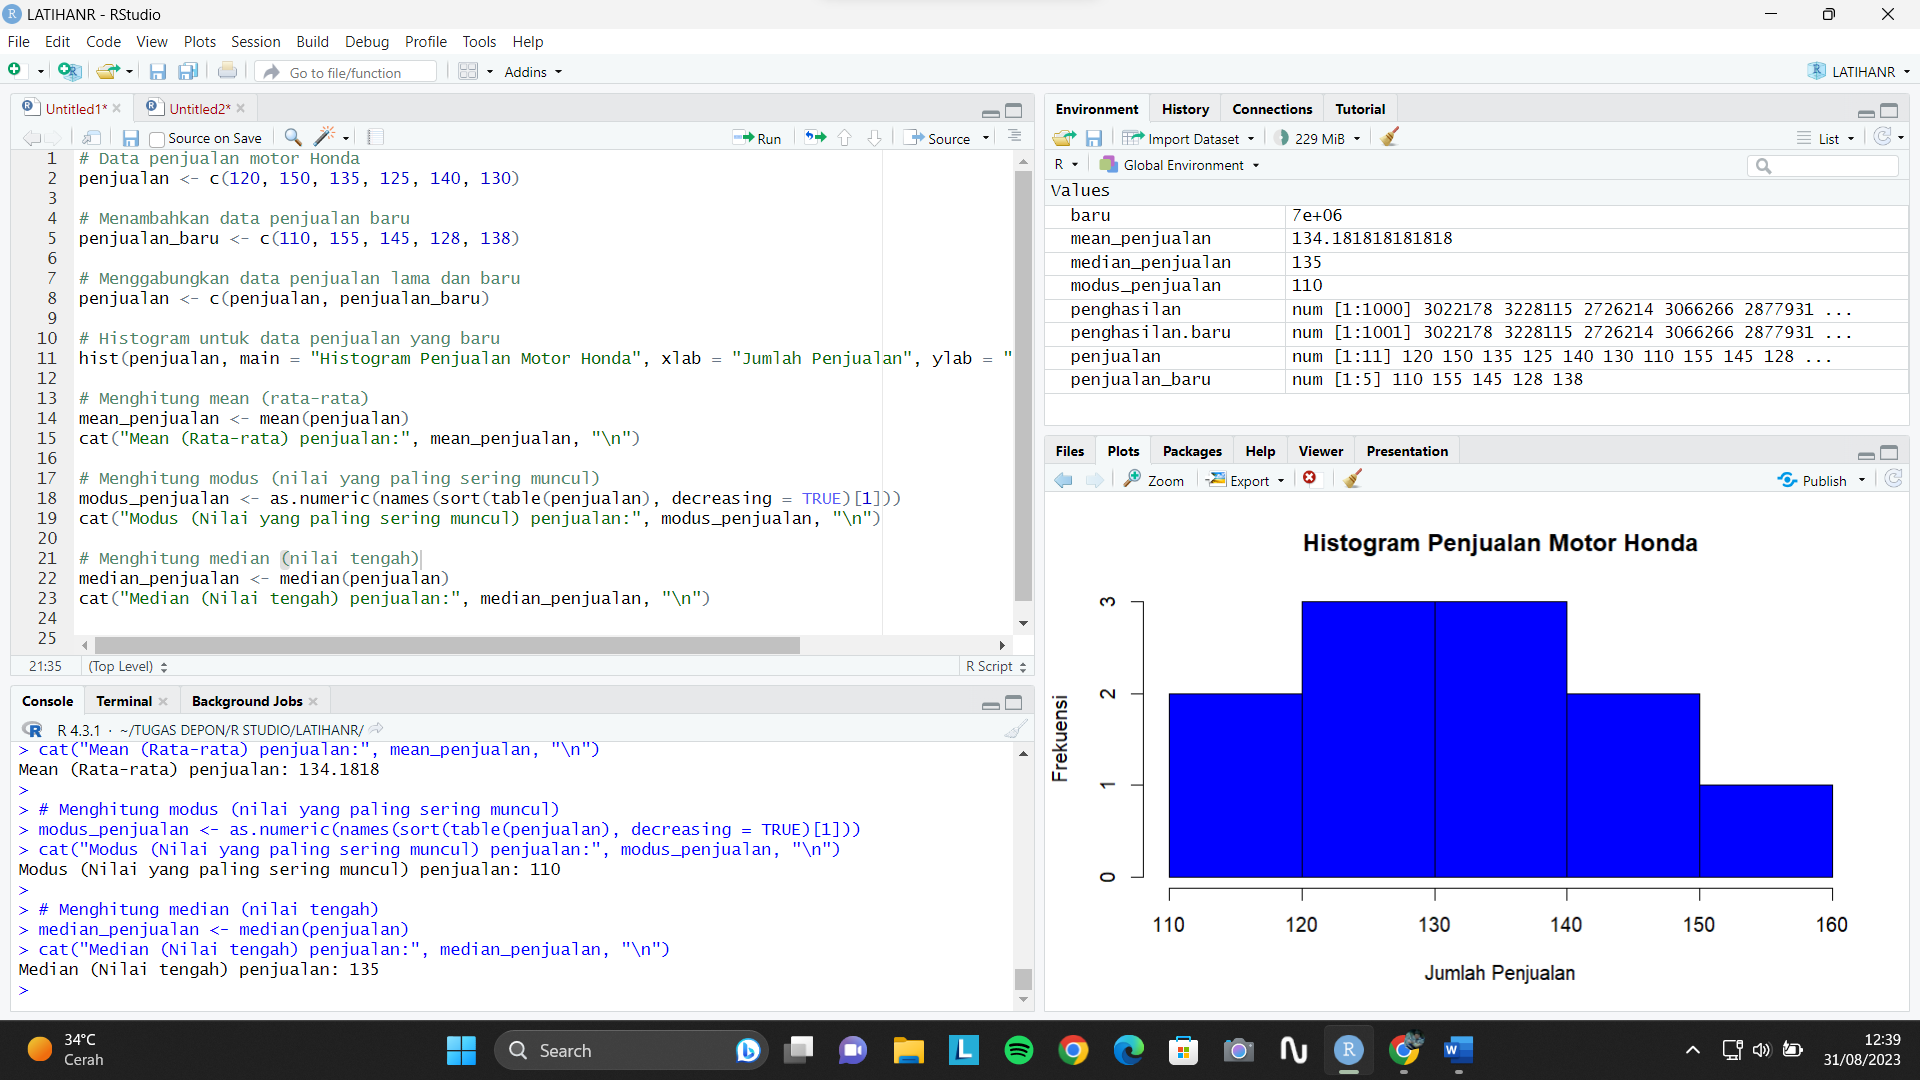 LATIHANR - RStudio
File Edit Code View Plots Session Build Debug Profile Tools Help
Go to file/function
Addins
LATIHANR
Untitled1*
Untitled2*
Source on Save
Run
Source
1 # Data penjualan motor Honda
2 penjualan <- c(120, 150, 135, 125, 140, 130)
3
4 # Menambahkan data penjualan baru
5 penjualan_baru <- c(110, 155, 145, 128, 138)
6
7 # Menggabungkan data penjualan lama dan baru
8 penjualan <- c(penjualan, penjualan_baru)
9
10 # Histogram untuk data penjualan yang baru
11 hist(penjualan, main = "Histogram Penjualan Motor Honda", xlab = "Jumlah Penjualan", ylab = "
12
13 # Menghitung mean (rata-rata)
14 mean_penjualan <- mean(penjualan)
15 cat("Mean (Rata-rata) penjualan:", mean_penjualan, "\n")
16
17 # Menghitung modus (nilai yang paling sering muncul)
18 modus_penjualan <- as.numeric(names(sort(table(penjualan), decreasing = TRUE)[1]))
19 cat("Modus (Nilai yang paling sering muncul) penjualan:", modus_penjualan, "\n")
20
21 # Menghitung median (nilai tengah)
22 median_penjualan <- median(penjualan)
23 cat("Median (Nilai tengah) penjualan:", median_penjualan, "\n")
24
25
21:35 (Top Level) R Script
Console Terminal Background Jobs
R 4.3.1 · ~/TUGAS DEPON/R STUDIO/LATIHANR/
> cat("Mean (Rata-rata) penjualan:", mean_penjualan, "\n")
Mean (Rata-rata) penjualan: 134.1818
>
> # Menghitung modus (nilai yang paling sering muncul)
> modus_penjualan <- as.numeric(names(sort(table(penjualan), decreasing = TRUE)[1]))
> cat("Modus (Nilai yang paling sering muncul) penjualan:", modus_penjualan, "\n")
Modus (Nilai yang paling sering muncul) penjualan: 110
>
> # Menghitung median (nilai tengah)
> median_penjualan <- median(penjualan)
> cat("Median (Nilai tengah) penjualan:", median_penjualan, "\n")
Median (Nilai tengah) penjualan: 135
>
Environment History Connections Tutorial
Import Dataset 229 MiB List
R Global Environment
Values
baru 7e+06
mean_penjualan 134.181818181818
median_penjualan 135
modus_penjualan 110
penghasilan num [1:1000] 3022178 3228115 2726214 3066266 2877931 ...
penghasilan.baru num [1:1001] 3022178 3228115 2726214 3066266 2877931 ...
penjualan num [1:11] 120 150 135 125 140 130 110 155 145 128 ...
penjualan_baru num [1:5] 110 155 145 128 138
Files Plots Packages Help Viewer Presentation
Zoom Export Publish
Histogram Penjualan Motor Honda
Frekuensi
3
2
1
0
110 120 130 140 150 160
Jumlah Penjualan
34°C
Cerah
Search
12:39
31/08/2023